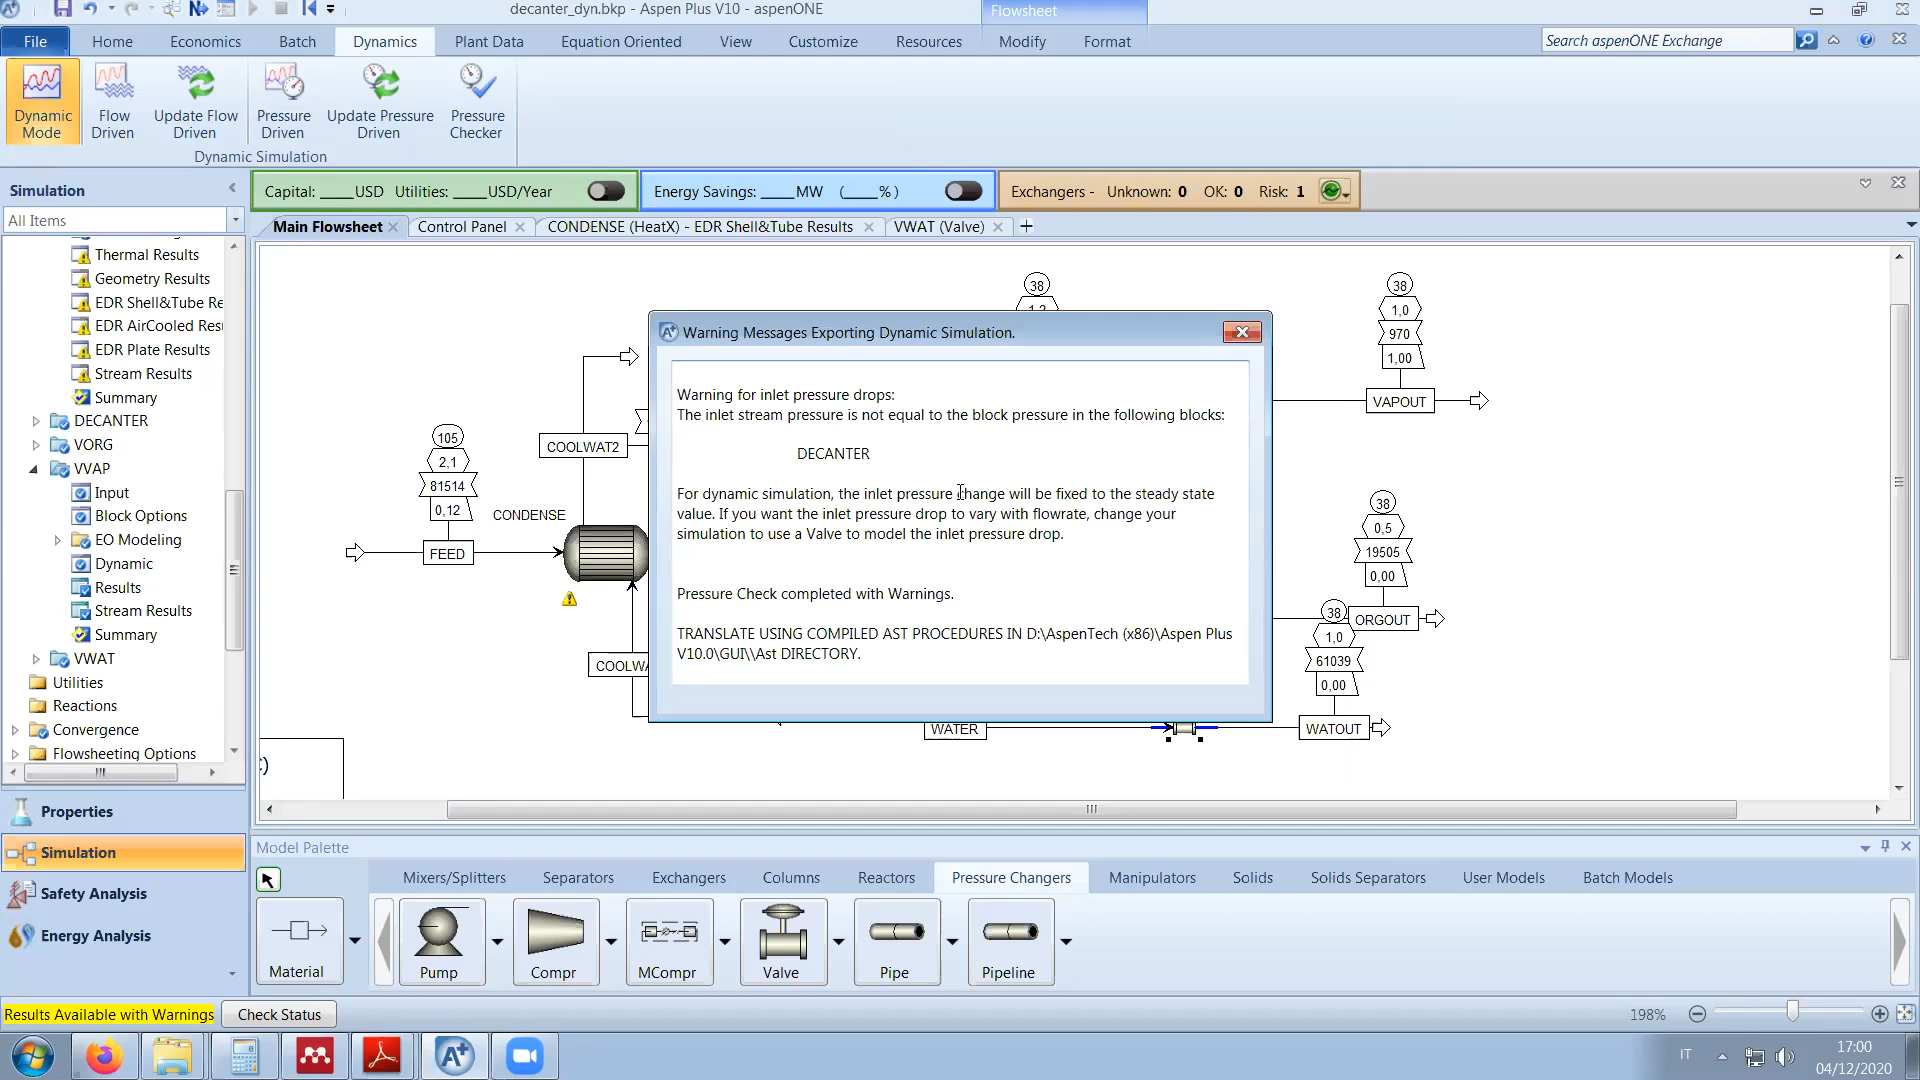 decanter_dyn.bkp - Aspen Plus V10 - aspenONE
Flowsheet
File
Home
Economics
Batch
Dynamics
Plant Data
Equation Oriented
View
Customize
Resources
Modify
Format
Search aspenONE Exchange
Dynamic Mode
Flow Driven
Update Flow Driven
Pressure Driven
Update Pressure Driven
Pressure Checker
Dynamic Simulation
Simulation
Capital: ____USD Utilities: ____USD/Year
Energy Savings: ____MW (____%)
Exchangers - Unknown: 0 OK: 0 Risk: 1
All Items
Main Flowsheet
Control Panel
CONDENSE (HeatX) - EDR Shell&Tube Results
VWAT (Valve)
Thermal Results
Geometry Results
EDR Shell&Tube Re
EDR AirCooled Resu
EDR Plate Results
Stream Results
Summary
DECANTER
VORG
VVAP
Input
Block Options
EO Modeling
Dynamic
Results
Stream Results
Summary
VWAT
Utilities
Reactions
Convergence
Flowsheeting Options
Properties
Simulation
Safety Analysis
Energy Analysis
38
1,2
38
1,0
970
1,00
VAPOUT
COOLWAT2
105
2,1
81514
0,12
FEED
CONDENSE
COOLWA
38
0,5
19505
0,00
ORGOUT
38
1,0
61039
0,00
WATOUT
WATER
C)
Warning Messages Exporting Dynamic Simulation.
Warning for inlet pressure drops:
The inlet stream pressure is not equal to the block pressure in the following blocks:
DECANTER
For dynamic simulation, the inlet pressure change will be fixed to the steady state
value. If you want the inlet pressure drop to vary with flowrate, change your
simulation to use a Valve to model the inlet pressure drop.
Pressure Check completed with Warnings.
TRANSLATE USING COMPILED AST PROCEDURES IN D:\AspenTech (x86)\Aspen Plus
V10.0\GUI\\Ast DIRECTORY.
Model Palette
Mixers/Splitters
Separators
Exchangers
Columns
Reactors
Pressure Changers
Manipulators
Solids
Solids Separators
User Models
Batch Models
Material
Pump
Compr
MCompr
Valve
Pipe
Pipeline
Results Available with Warnings
Check Status
198%
IT
17:00
04/12/2020